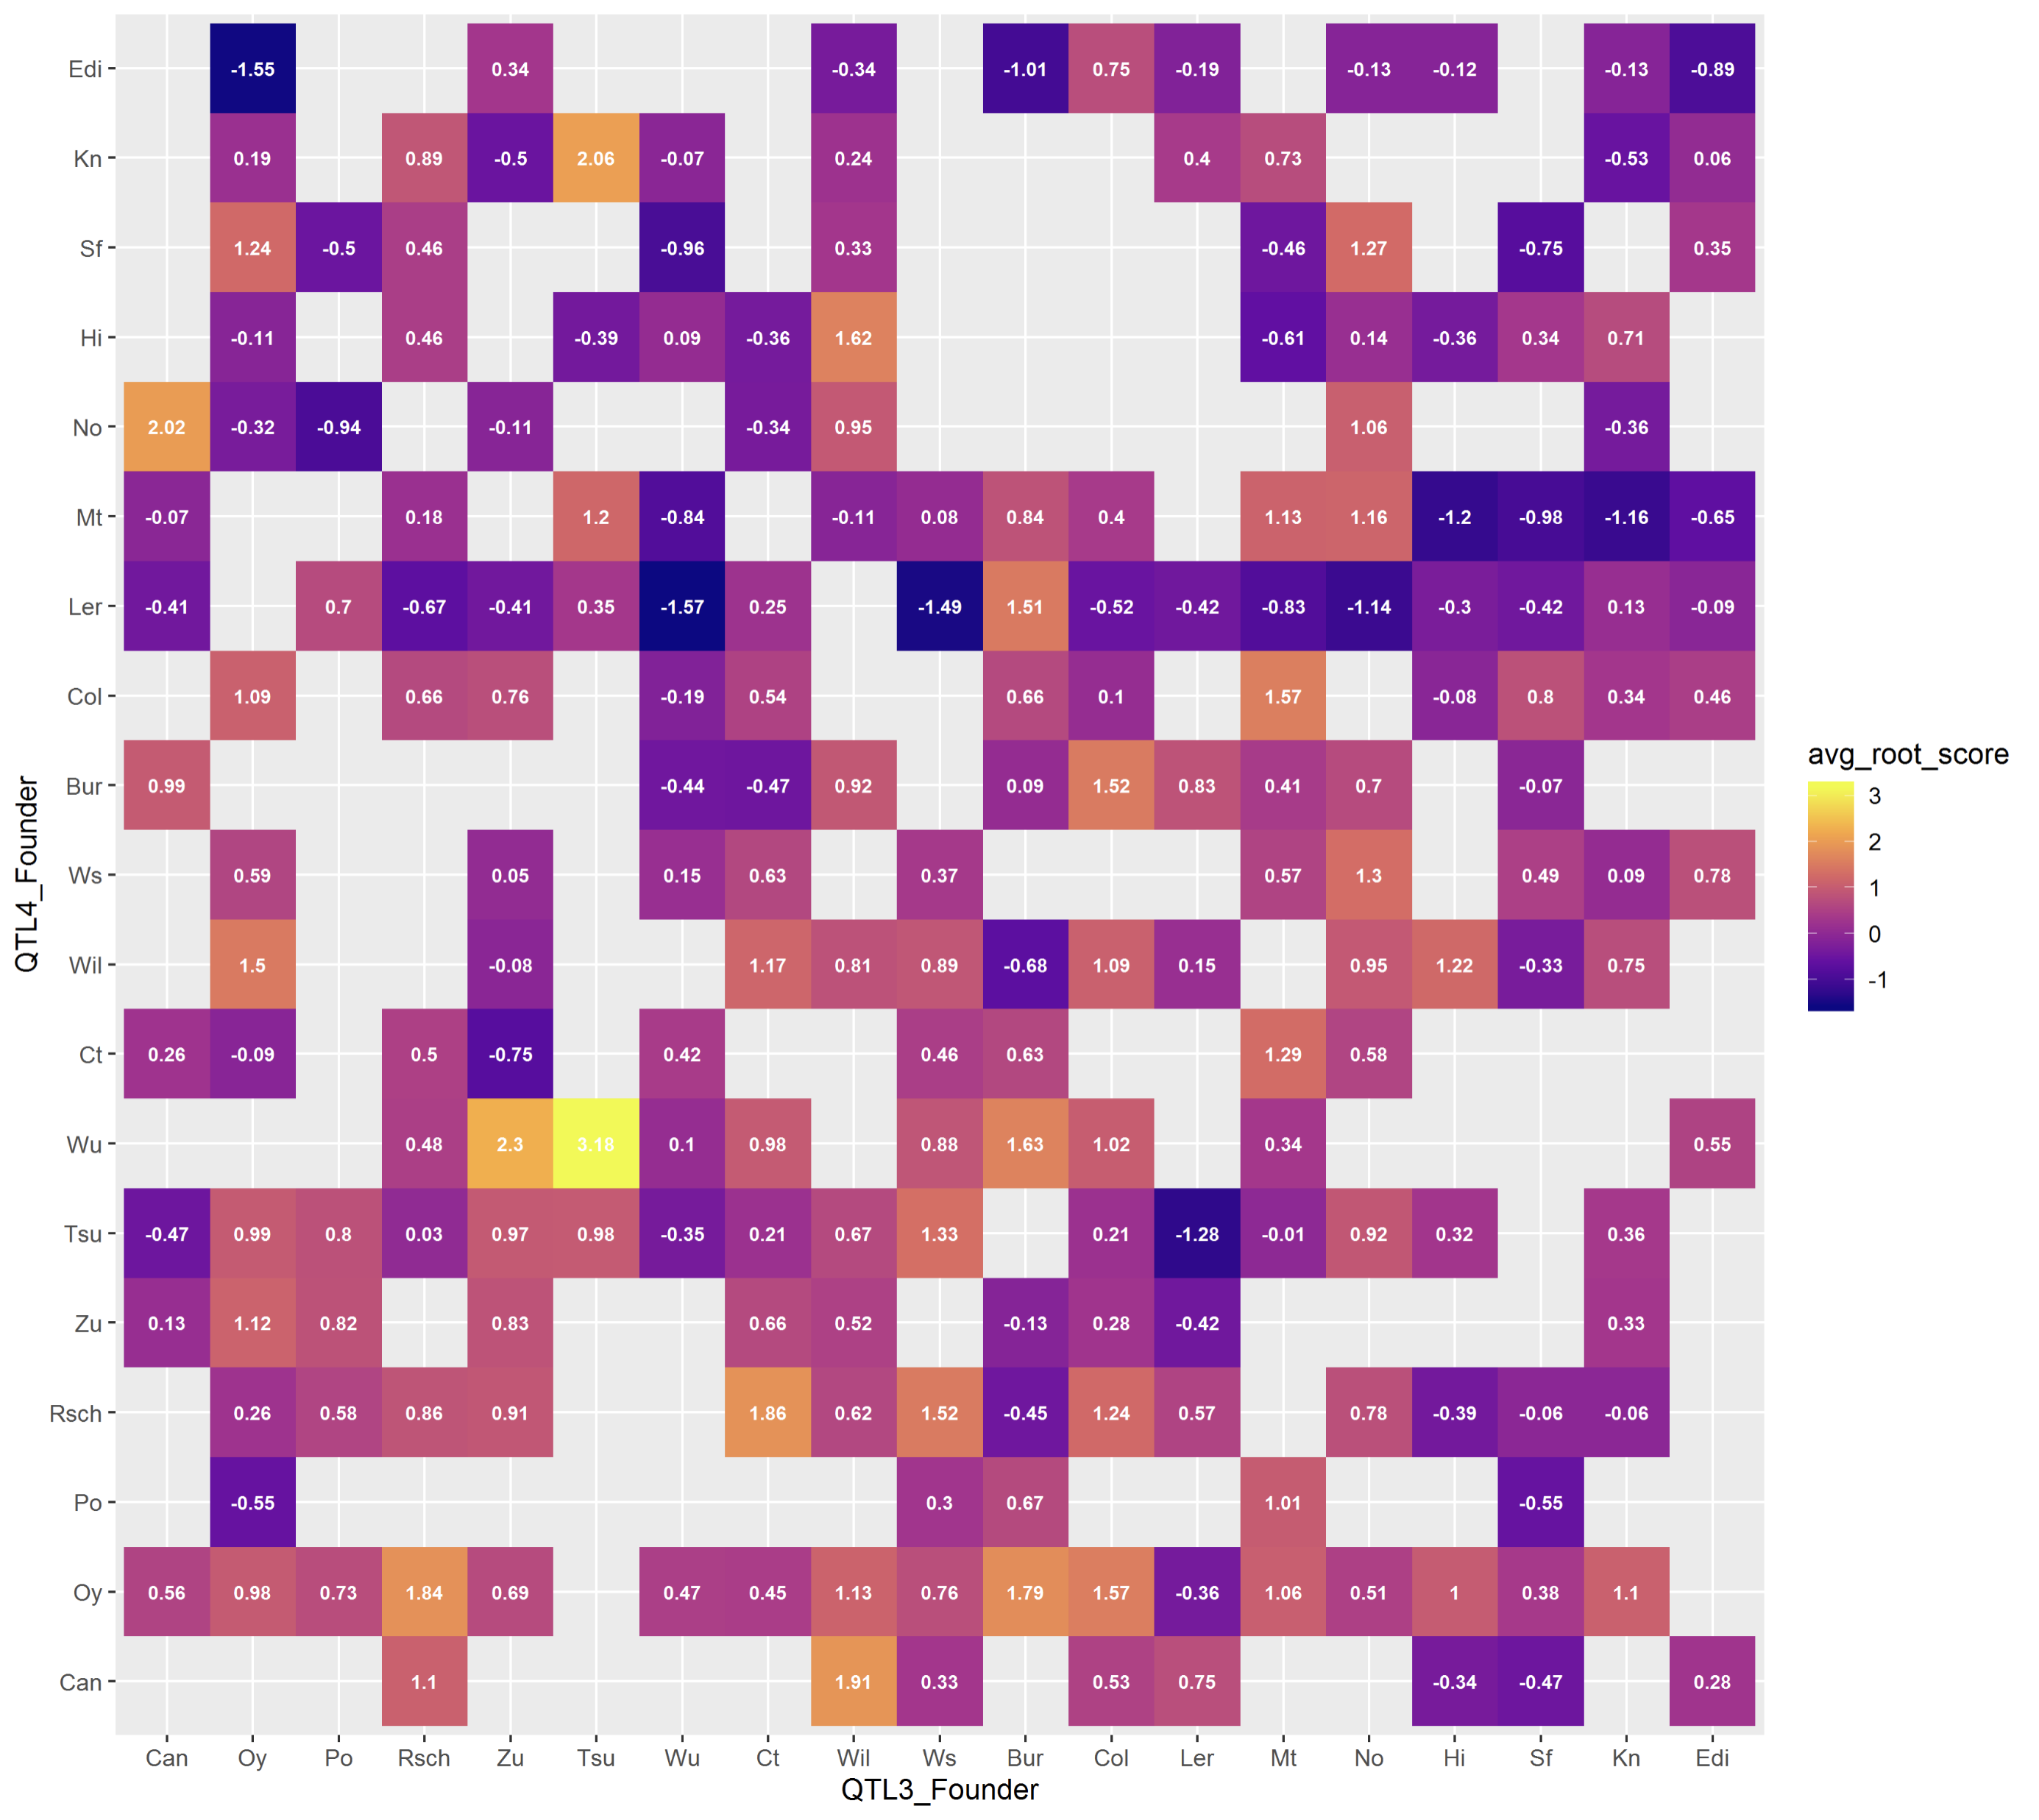 Edi -1.55 0.34 -0.34 -1.01 0.75 -0.19 -0.13 -0.12 -0.13 -0.89
Kn 0.19 0.89 -0.5 2.06 -0.07 0.24 0.4 0.73 -0.53 0.06
Sf 1.24 -0.5 0.46 -0.96 0.33 -0.46 1.27 -0.75 0.35
Hi -0.11 0.46 -0.39 0.09 -0.36 1.62 -0.61 0.14 -0.36 0.34 0.71
No 2.02 -0.32 -0.94 -0.11 -0.34 0.95 1.06 -0.36
Mt -0.07 0.18 1.2 -0.84 -0.11 0.08 0.84 0.4 1.13 1.16 -1.2 -0.98 -1.16 -0.65
Ler -0.41 0.7 -0.67 -0.41 0.35 -1.57 0.25 -1.49 1.51 -0.52 -0.42 -0.83 -1.14 -0.3 -0.42 0.13 -0.09
Col 1.09 0.66 0.76 -0.19 0.54 0.66 0.1 1.57 -0.08 0.8 0.34 0.46
Bur 0.99 -0.44 -0.47 0.92 0.09 1.52 0.83 0.41 0.7 -0.07
Ws 0.59 0.05 0.15 0.63 0.37 0.57 1.3 0.49 0.09 0.78
Wil 1.5 -0.08 1.17 0.81 0.89 -0.68 1.09 0.15 0.95 1.22 -0.33 0.75
Ct 0.26 -0.09 0.5 -0.75 0.42 0.46 0.63 1.29 0.58
Wu 0.48 2.3 3.18 0.1 0.98 0.88 1.63 1.02 0.34 0.55
Tsu -0.47 0.99 0.8 0.03 0.97 0.98 -0.35 0.21 0.67 1.33 0.21 -1.28 -0.01 0.92 0.32 0.36
Zu 0.13 1.12 0.82 0.83 0.66 0.52 -0.13 0.28 -0.42 0.33
Rsch 0.26 0.58 0.86 0.91 1.86 0.62 1.52 -0.45 1.24 0.57 0.78 -0.39 -0.06 -0.06
Po -0.55 0.3 0.67 1.01 -0.55
Oy 0.56 0.98 0.73 1.84 0.69 0.47 0.45 1.13 0.76 1.79 1.57 -0.36 1.06 0.51 1 0.38 1.1
Can 1.1 1.91 0.33 0.53 0.75 -0.34 -0.47 0.28
Can Oy Po Rsch Zu Tsu Wu Ct Wil Ws Bur Col Ler Mt No Hi Sf Kn Edi
QTL3_Founder
QTL4_Founder
avg_root_score
3
2
1
0
-1